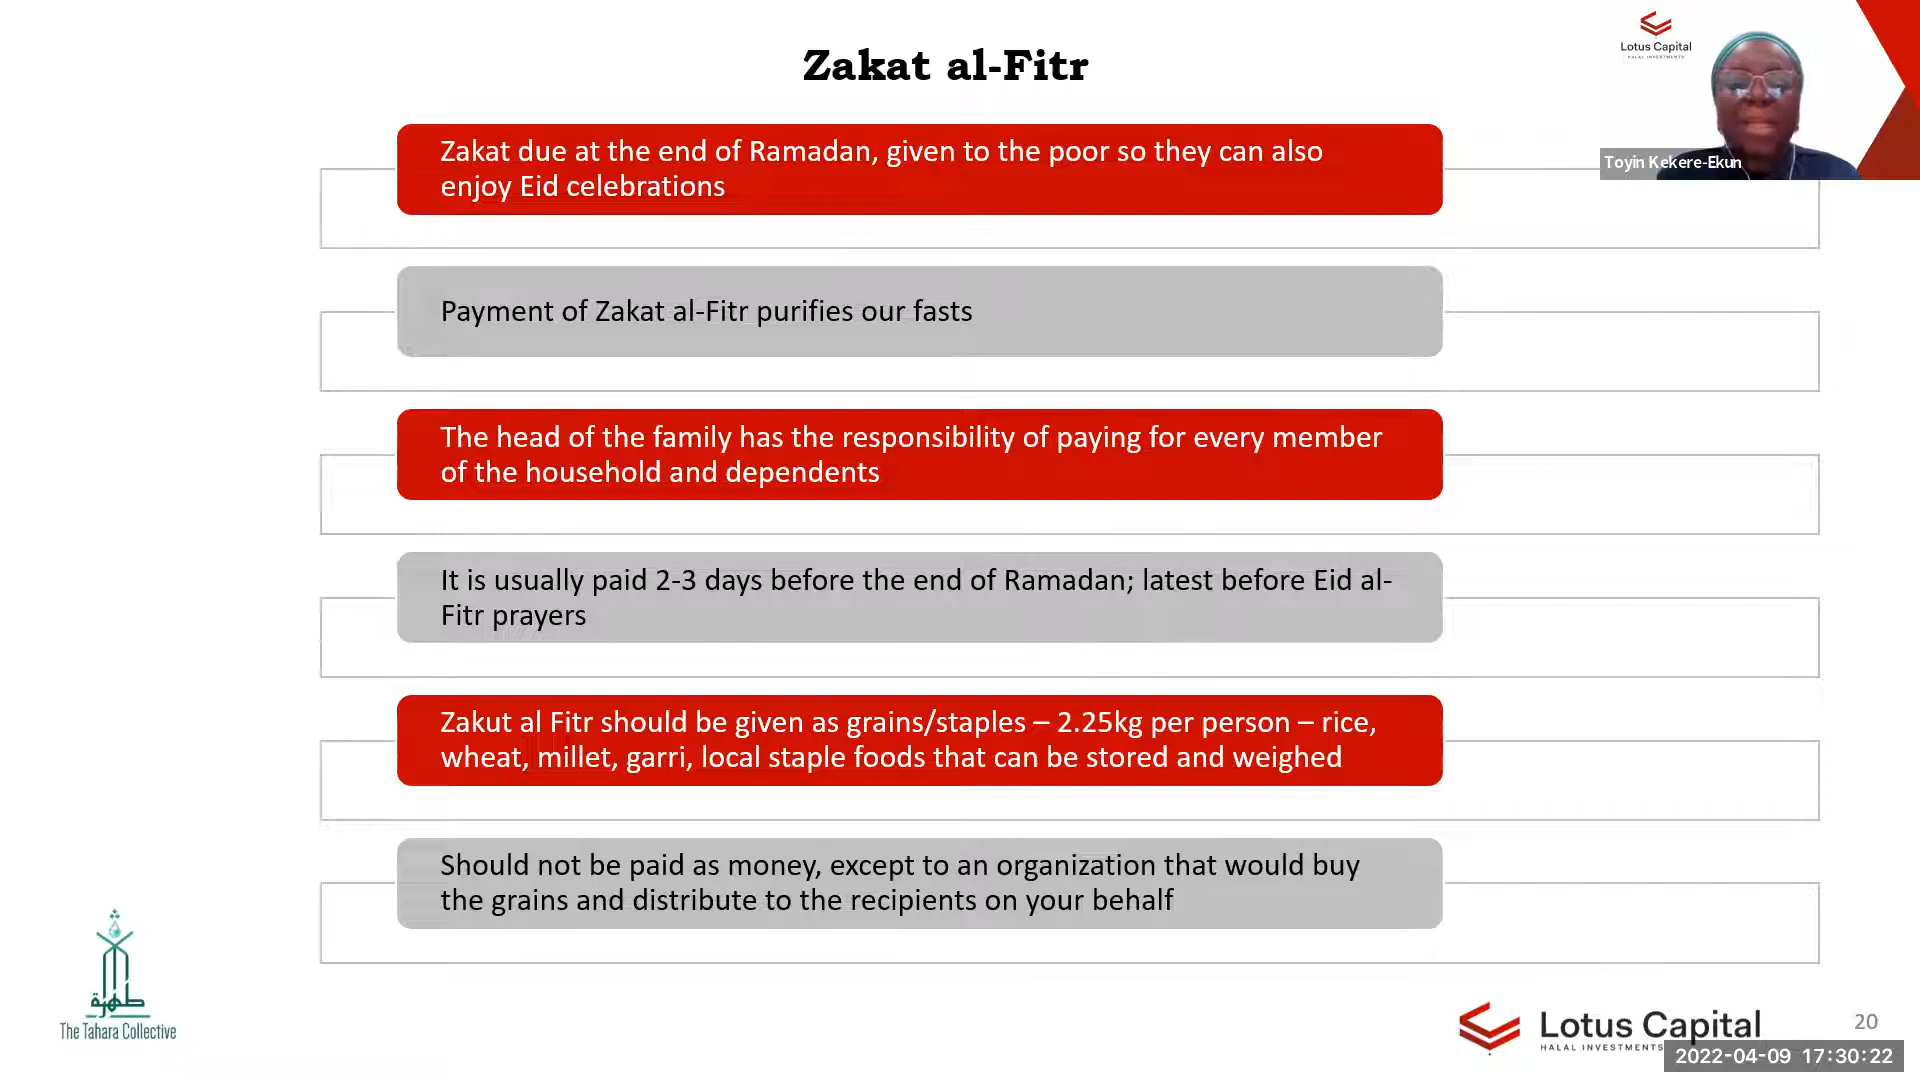 Zakat al-Fitr
Lotus Capital
HALAL INVESTMENTS
Toyin Kekere-Ekun
Zakat due at the end of Ramadan, given to the poor so they can also
enjoy Eid celebrations
Payment of Zakat al-Fitr purifies our fasts
The head of the family has the responsibility of paying for every member
of the household and dependents
It is usually paid 2-3 days before the end of Ramadan; latest before Eid al-
Fitr prayers
Zakut al Fitr should be given as grains/staples – 2.25kg per person – rice,
wheat, millet, garri, local staple foods that can be stored and weighed
Should not be paid as money, except to an organization that would buy
the grains and distribute to the recipients on your behalf
طهرة
The Tahara Collective
Lotus Capital
HALAL INVESTMENTS
20
2022-04-09 17:30:22